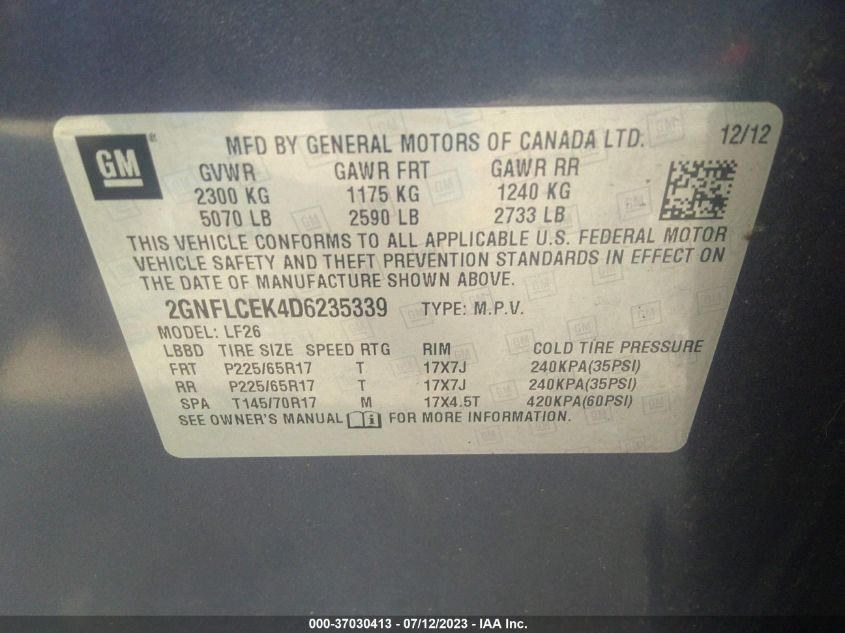 GM® MFD BY GENERAL MOTORS OF CANADA LTD. 12/12
GVWR GAWR FRT GAWR RR
2300 KG 1175 KG 1240 KG
5070 LB 2590 LB 2733 LB
THIS VEHICLE CONFORMS TO ALL APPLICABLE U.S. FEDERAL MOTOR
VEHICLE SAFETY AND THEFT PREVENTION STANDARDS IN EFFECT ON
THE DATE OF MANUFACTURE SHOWN ABOVE.
2GNFLCEK4D6235339 TYPE: M.P.V.
MODEL: LF26
LBBD TIRE SIZE SPEED RTG RIM COLD TIRE PRESSURE
FRT P225/65R17 T 17X7J 240KPA(35PSI)
RR P225/65R17 T 17X7J 240KPA(35PSI)
SPA T145/70R17 M 17X4.5T 420KPA(60PSI)
SEE OWNER'S MANUAL FOR MORE INFORMATION.
000-37030413 - 07/12/2023 - IAA Inc.